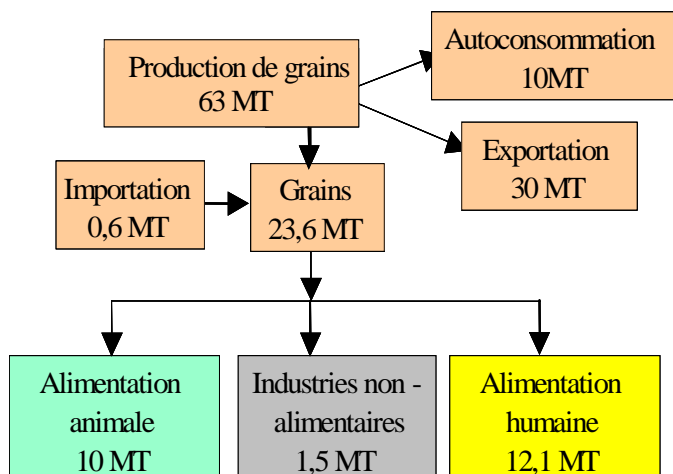 Production de grains
63 MT
Autoconsommation
10MT
Exportation
30 MT
Importation
0,6 MT
Grains
23,6 MT
Alimentation
animale
10 MT
Industries non -
alimentaires
1,5 MT
Alimentation
humaine
12,1 MT